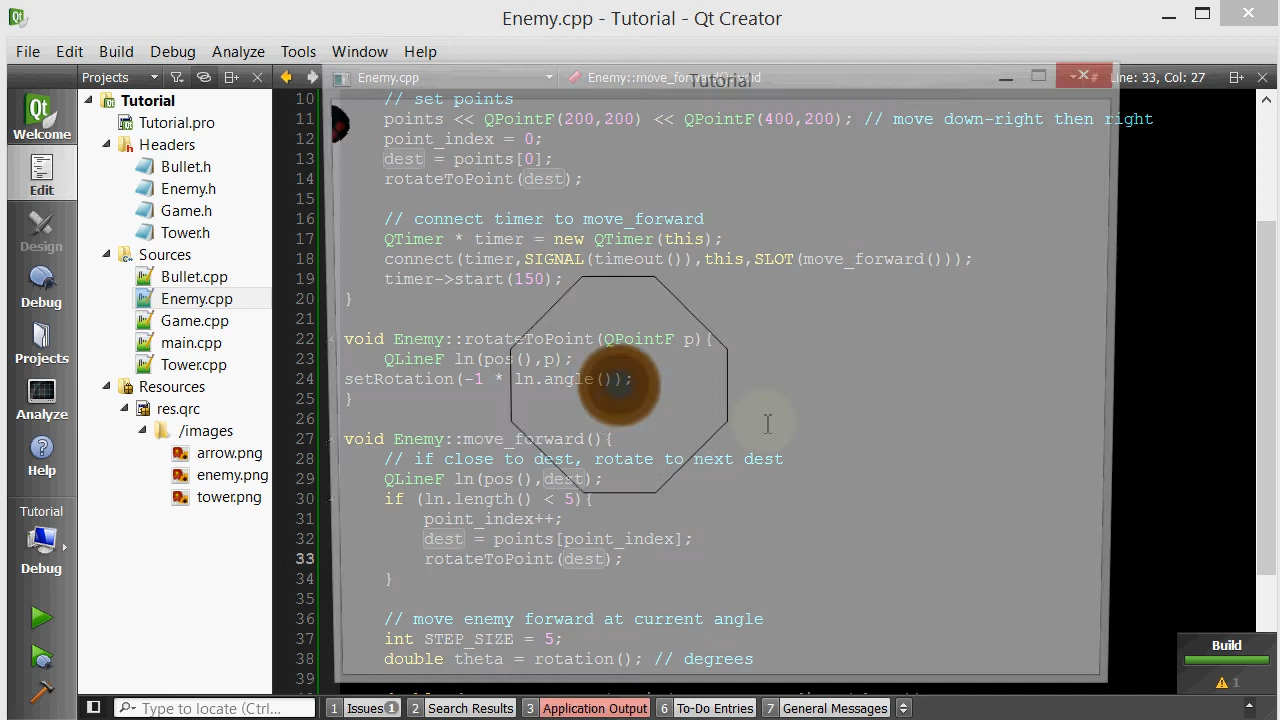 Enemy.cpp - Tutorial - Qt Creator
File Edit Build Debug Analyze Tools Window Help
Projects
Enemy.cpp
Enemy::move_forward(): void
# Line: 33, Col: 27
Tutorial
Welcome
Edit
Design
Debug
Projects
Analyze
Help
Tutorial
Debug
Tutorial
Tutorial.pro
Headers
Bullet.h
Enemy.h
Game.h
Tower.h
Sources
Bullet.cpp
Enemy.cpp
Game.cpp
main.cpp
Tower.cpp
Resources
res.qrc
/images
arrow.png
enemy.png
tower.png
10 // set points
11 points << QPointF(200,200) << QPointF(400,200); // move down-right then right
12 point_index = 0;
13 dest = points[0];
14 rotateToPoint(dest);
15
16 // connect timer to move_forward
17 QTimer * timer = new QTimer(this);
18 connect(timer,SIGNAL(timeout()),this,SLOT(move_forward()));
19 timer->start(150);
20 }
21
22 void Enemy::rotateToPoint(QPointF p){
23 QLineF ln(pos(),p);
24 setRotation(-1 * ln.angle());
25 }
26
27 void Enemy::move_forward(){
28 // if close to dest, rotate to next dest
29 QLineF ln(pos(),dest);
30 if (ln.length() < 5){
31 point_index++;
32 dest = points[point_index];
33 rotateToPoint(dest);
34 }
35
36 // move enemy forward at current angle
37 int STEP_SIZE = 5;
38 double theta = rotation(); // degrees
39
Build
1
Type to locate (Ctrl...
1 Issues 1
2 Search Results
3 Application Output
6 To-Do Entries
7 General Messages